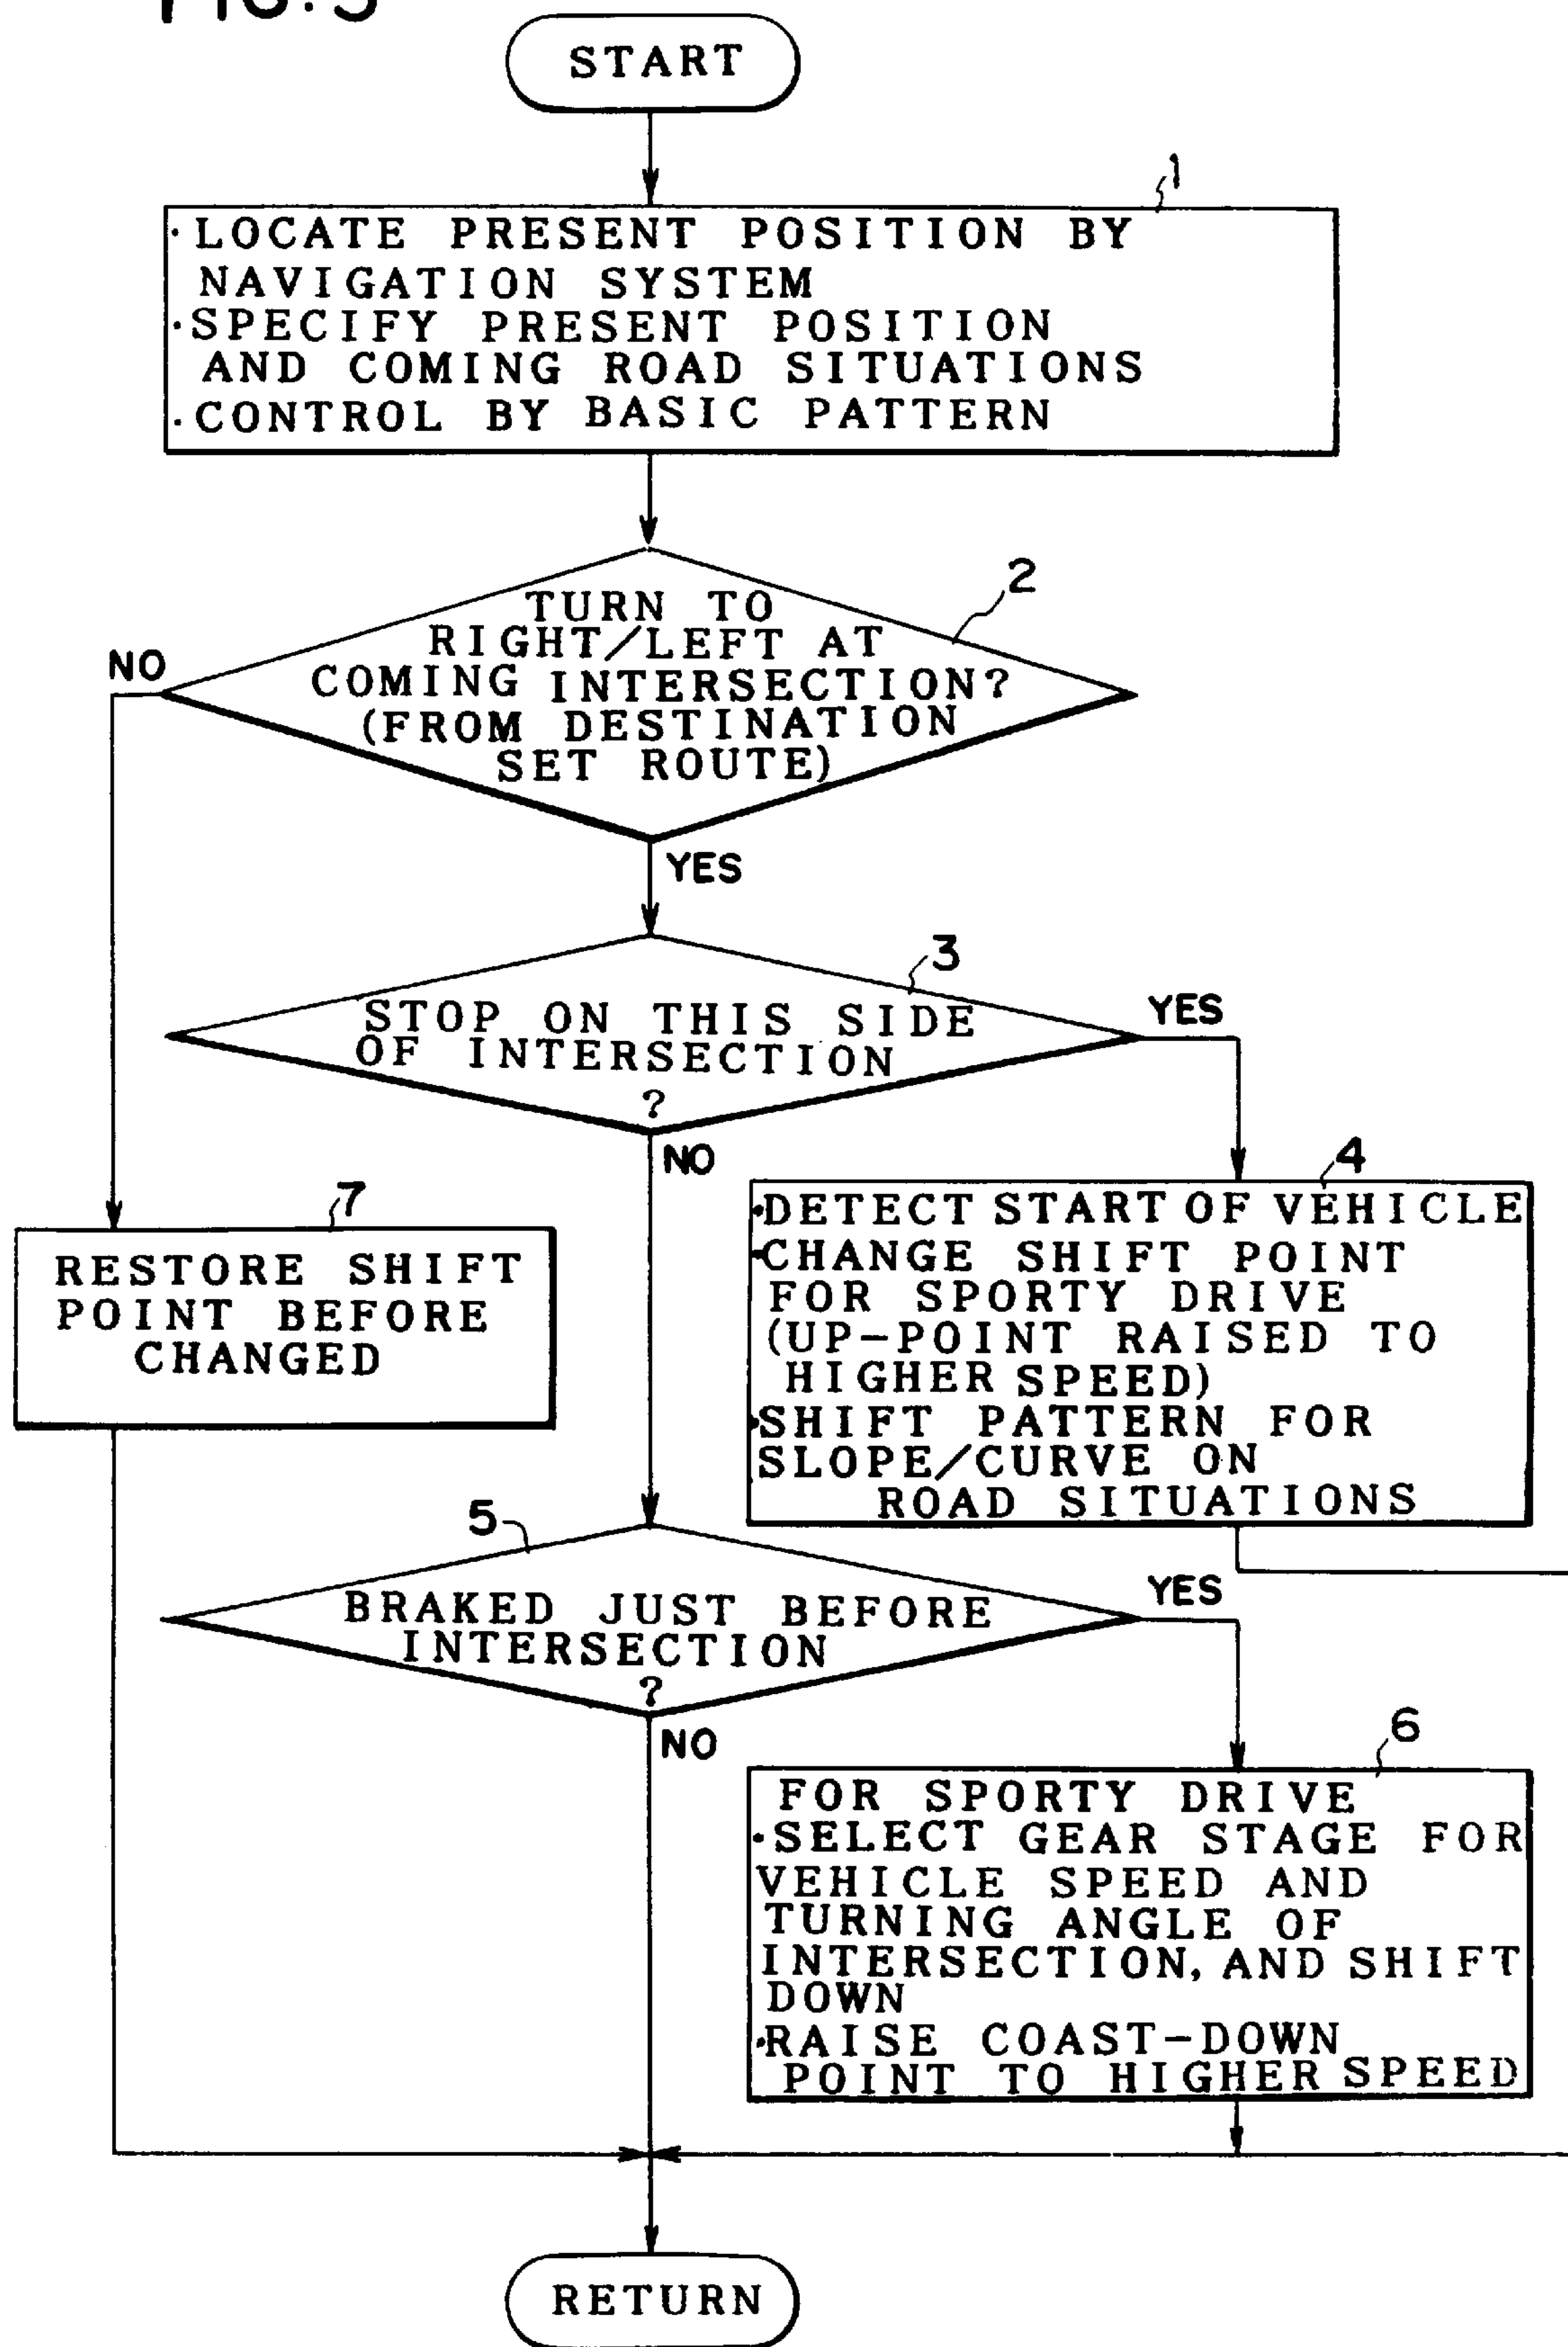 START
1
· LOCATE PRESENT POSITION BY
NAVIGATION SYSTEM
· SPECIFY PRESENT POSITION
AND COMING ROAD SITUATIONS
· CONTROL BY BASIC PATTERN
2
TURN TO
RIGHT/LEFT AT
COMING INTERSECTION?
(FROM DESTINATION
SET ROUTE)
NO
YES
3
STOP ON THIS SIDE
OF INTERSECTION
?
YES
NO
4
· DETECT START OF VEHICLE
· CHANGE SHIFT POINT
FOR SPORTY DRIVE
(UP-POINT RAISED TO
HIGHER SPEED)
· SHIFT PATTERN FOR
SLOPE/CURVE ON
ROAD SITUATIONS
7
RESTORE SHIFT
POINT BEFORE
CHANGED
5
BRAKED JUST BEFORE
INTERSECTION
?
YES
NO
6
FOR SPORTY DRIVE
· SELECT GEAR STAGE FOR
VEHICLE SPEED AND
TURNING ANGLE OF
INTERSECTION, AND SHIFT
DOWN
· RAISE COAST-DOWN
POINT TO HIGHER SPEED
RETURN